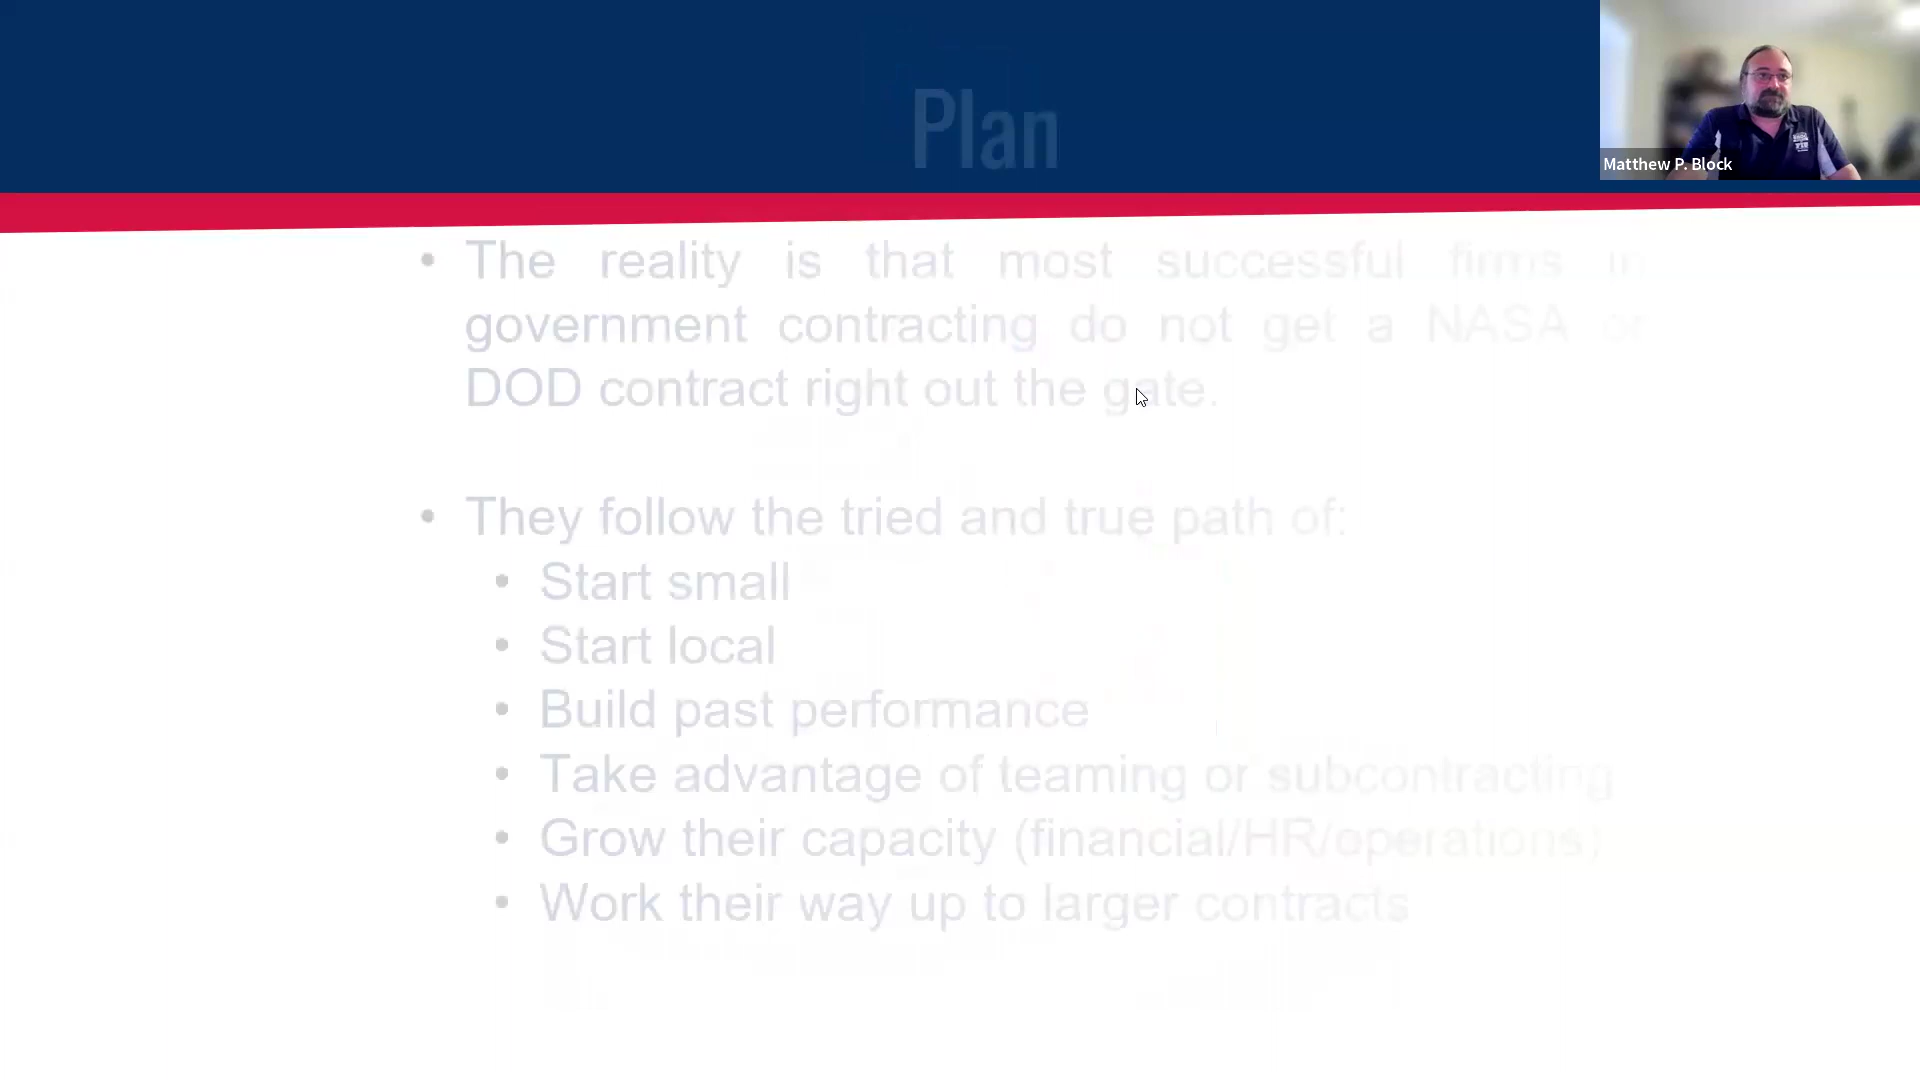 Plan
Matthew P. Block
• The reality is that most successful firms in
government contracting do not get a NASA or
DOD contract right out the gate.
• They follow the tried and true path of:
• Start small
• Start local
• Build past performance
• Take advantage of teaming or subcontracting
• Grow their capacity (financial/HR/operations)
• Work their way up to larger contracts